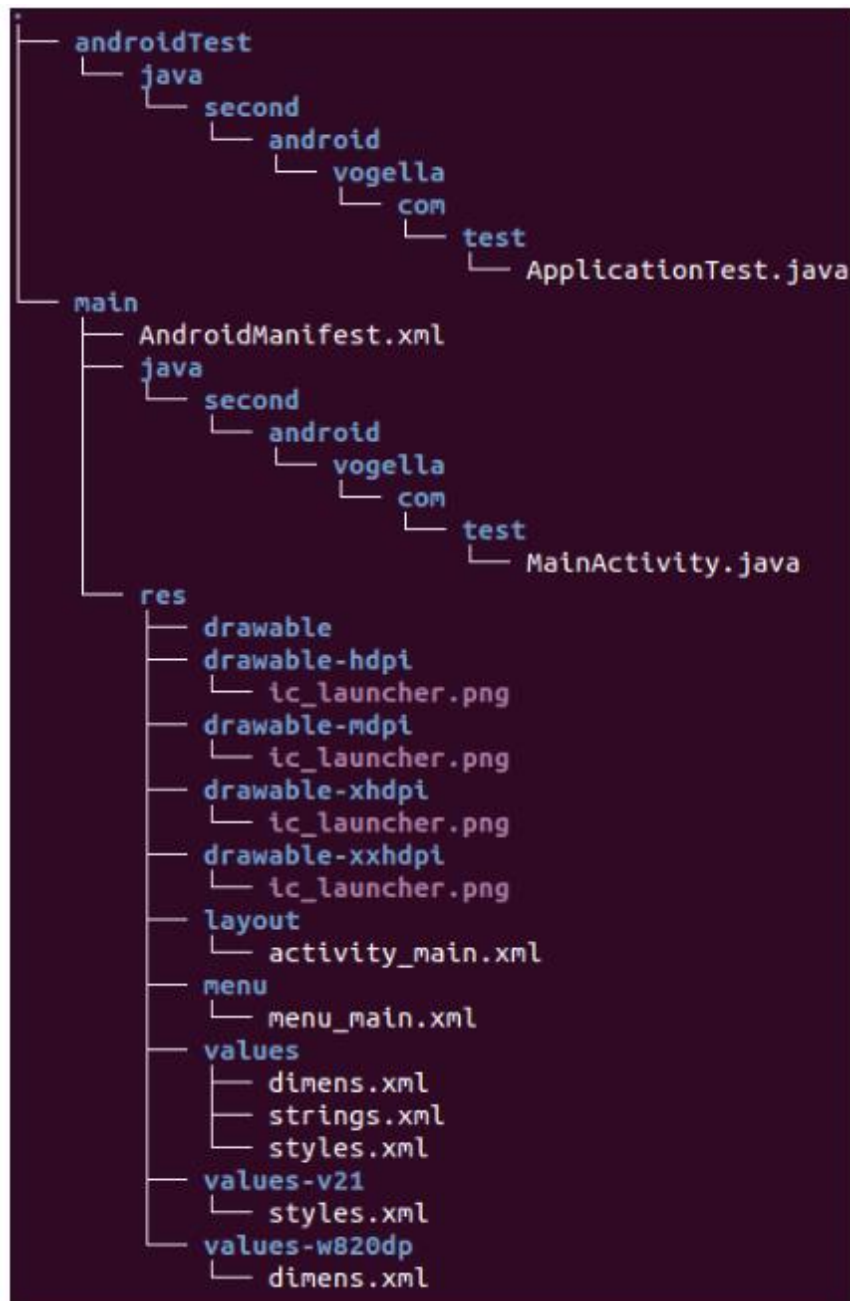 .
├── androidTest
│   └── java
│       └── second
│           └── android
│               └── vogella
│                   └── com
│                       └── test
│                           └── ApplicationTest.java
└── main
    ├── AndroidManifest.xml
    ├── java
    │   └── second
    │       └── android
    │           └── vogella
    │               └── com
    │                   └── test
    │                       └── MainActivity.java
    └── res
        ├── drawable
        ├── drawable-hdpi
        │   └── ic_launcher.png
        ├── drawable-mdpi
        │   └── ic_launcher.png
        ├── drawable-xhdpi
        │   └── ic_launcher.png
        ├── drawable-xxhdpi
        │   └── ic_launcher.png
        ├── layout
        │   └── activity_main.xml
        ├── menu
        │   └── menu_main.xml
        ├── values
        │   ├── dimens.xml
        │   ├── strings.xml
        │   └── styles.xml
        ├── values-v21
        │   └── styles.xml
        └── values-w820dp
            └── dimens.xml